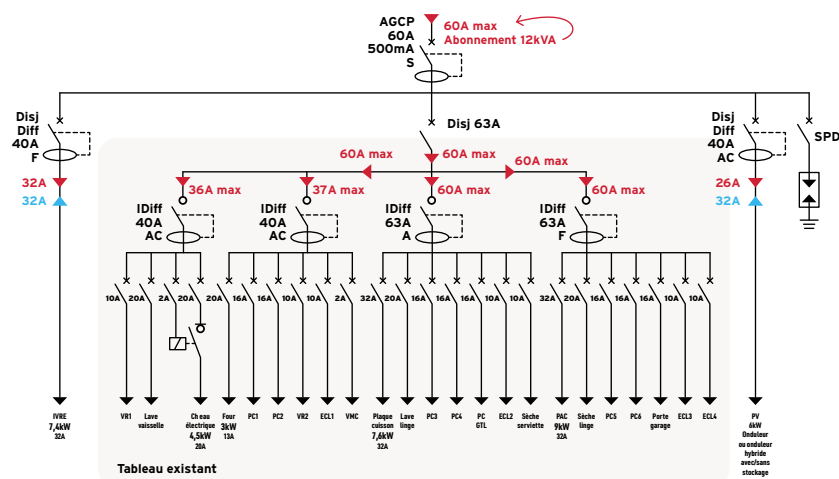 AGCP
60A
500mA
S
60A max
Abonnement 12kVA
Disj
Diff
40A
F
32A
32A
Disj 63A
60A max
60A max
60A max
Disj
Diff
40A
AC
26A
32A
SPD
36A max
37A max
60A max
60A max
IDiff
40A
AC
IDiff
40A
AC
IDiff
63A
A
IDiff
63A
F
10A
20A
2A
20A
20A
16A
16A
10A
10A
2A
32A
20A
16A
16A
16A
10A
10A
32A
20A
16A
16A
16A
10A
10A
IVRE
7,4kW
32A
VR1
Lave
vaisselle
Ch eau
électrique
4,5kW
20A
Four
3kW
13A
PC1
PC2
VR2
ECL1
VMC
Plaque
cuisson
7,6kW
32A
Lave
linge
PC3
PC4
PC
GTL
ECL2
Sèche
serviette
PAC
9kW
32A
Sèche
linge
PC5
PC6
Porte
garage
ECL3
ECL4
PV
6kW
Onduleur
ou onduleur
hybride
avec/sans
stockage
Tableau existant